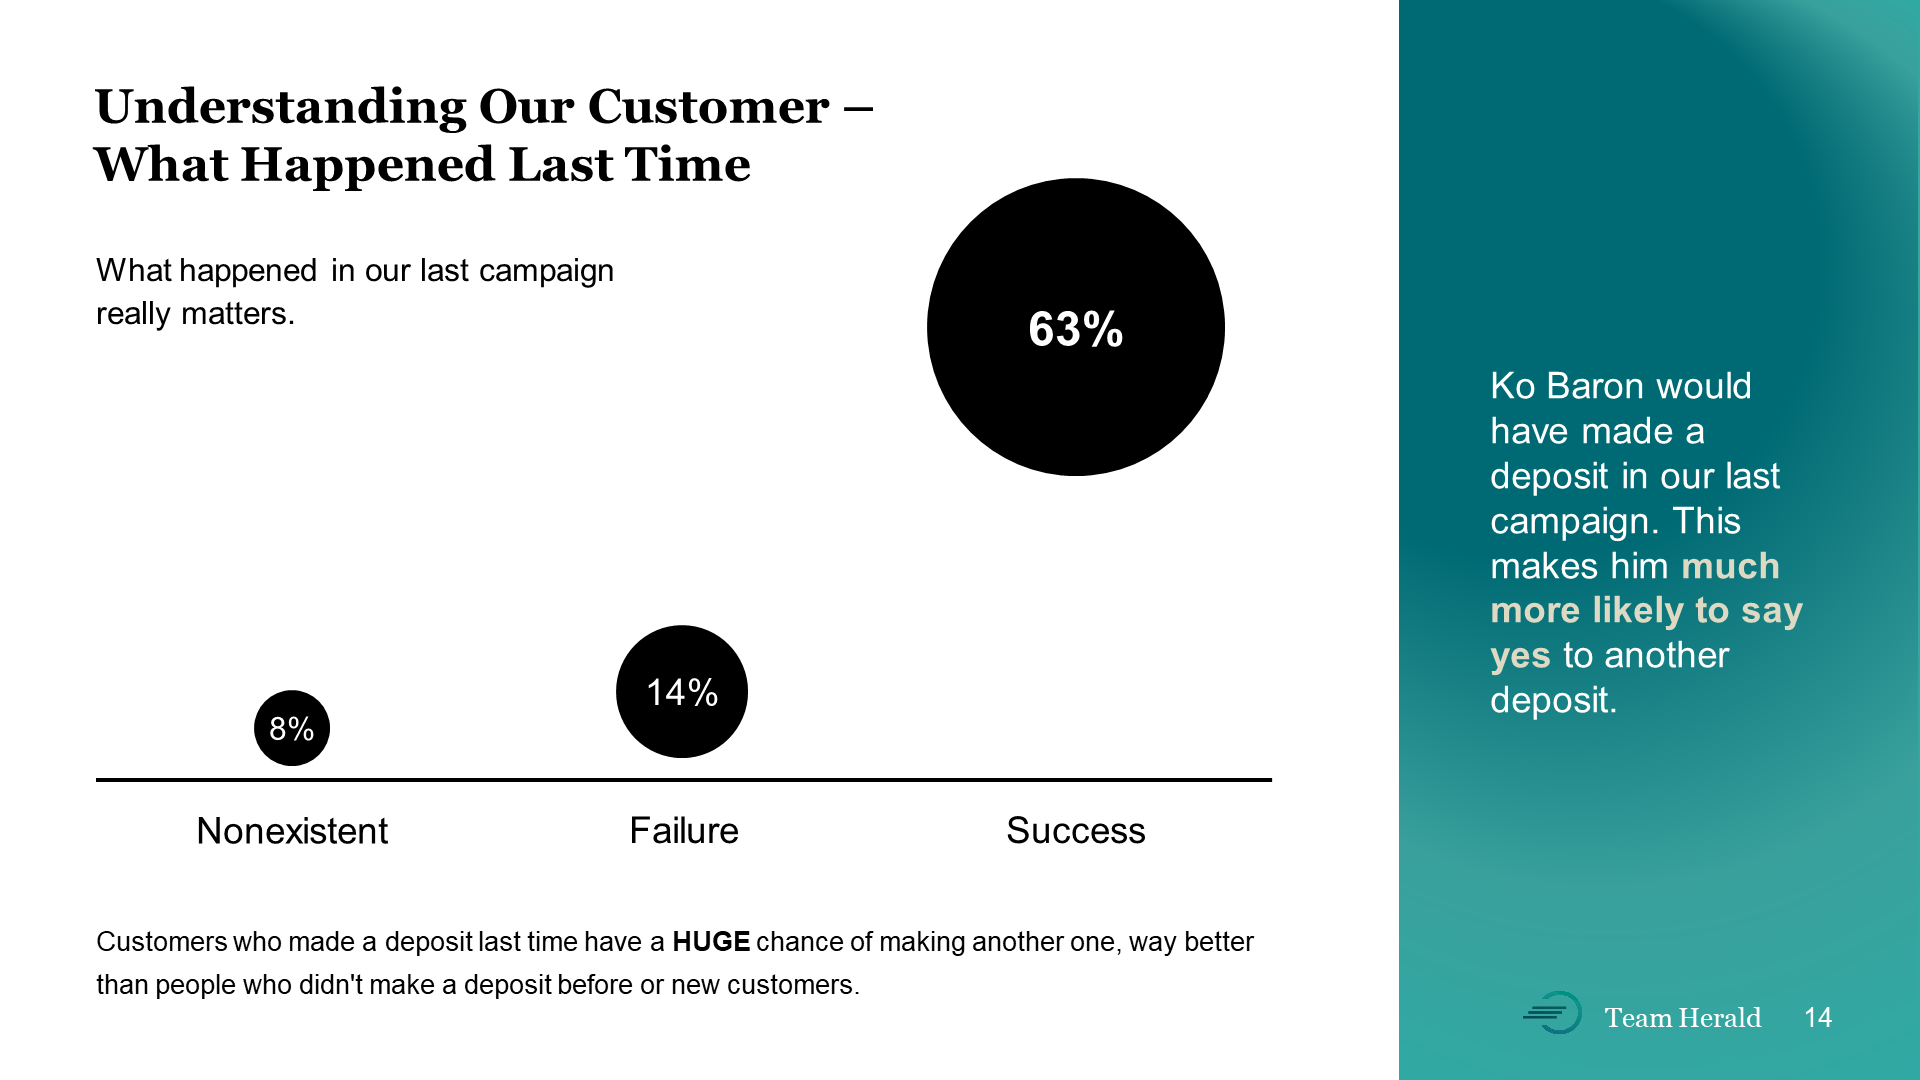 Understanding Our Customer –
What Happened Last Time
What happened in our last campaign
really matters.
63%
14%
8%
Nonexistent
Failure
Success
Customers who made a deposit last time have a HUGE chance of making another one, way better
than people who didn't make a deposit before or new customers.
Ko Baron would
have made a
deposit in our last
campaign. This
makes him much
more likely to say
yes to another
deposit.
Team Herald
14